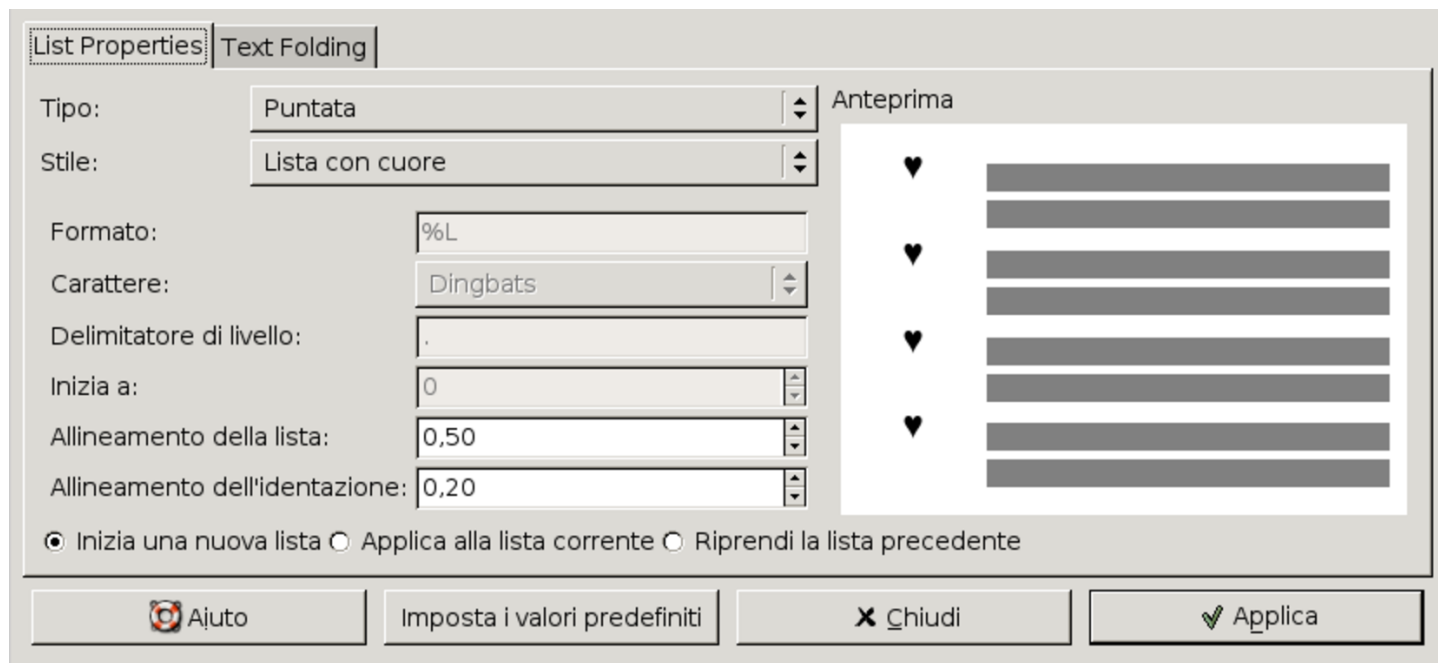 List Properties Text Folding
Tipo: Puntata
Stile: Lista con cuore
Formato: %L
Carattere: Dingbats
Delimitatore di livello: .
Inizia a: 0
Allineamento della lista: 0,50
Allineamento dell'identazione: 0,20
Anteprima
Inizia una nuova lista Applica alla lista corrente Riprendi la lista precedente
Aiuto Imposta i valori predefiniti Chiudi Applica